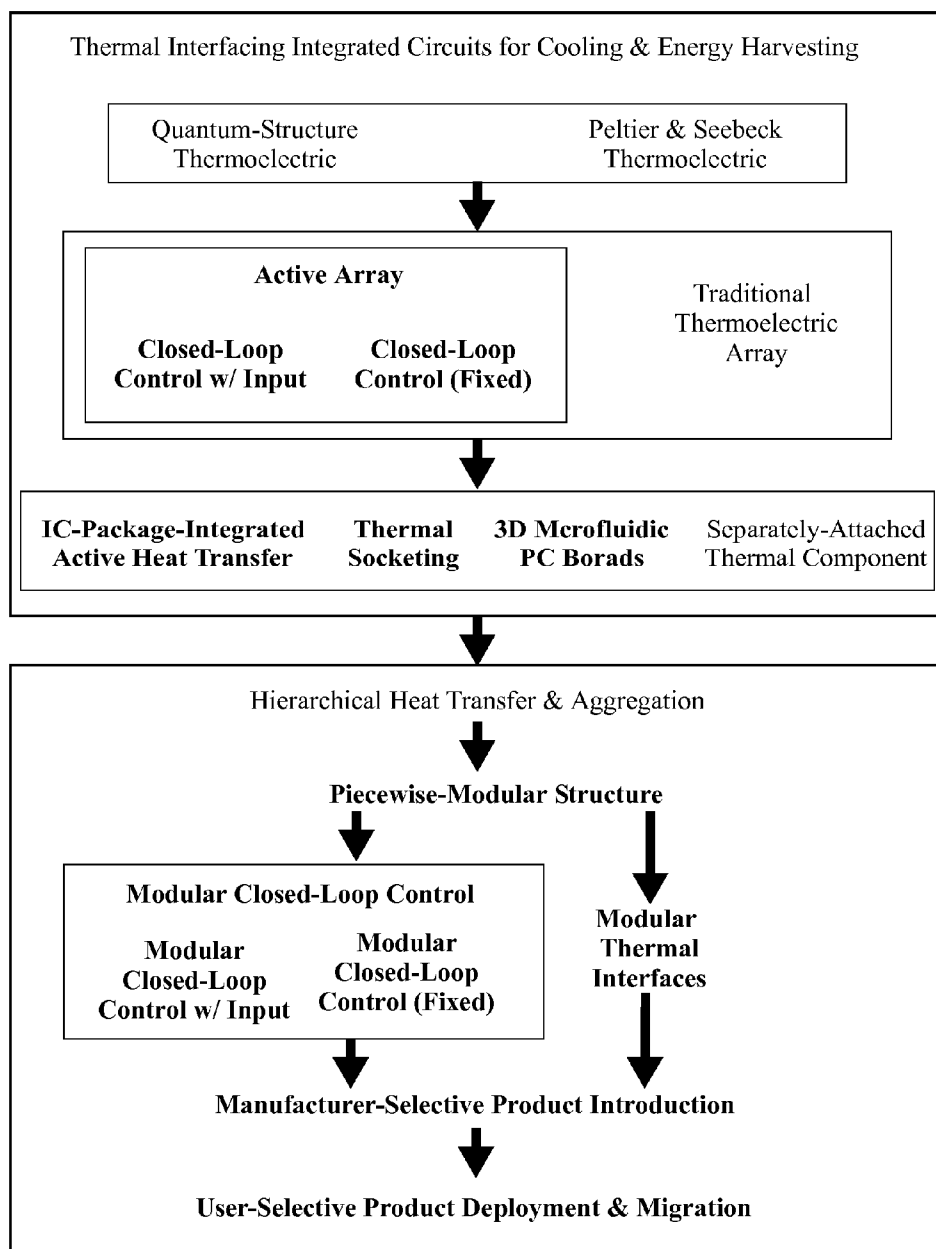 Thermal Interfacing Integrated Circuits for Cooling & Energy Harvesting
Quantum-Structure
Thermoelectric
Peltier & Seebeck
Thermoelectric
Active Array
Closed-Loop
Control w/ Input
Closed-Loop
Control (Fixed)
Traditional
Thermoelectric
Array
IC-Package-Integrated
Active Heat Transfer
Thermal
Socketing
3D Mcrofluidic
PC Borads
Separately-Attached
Thermal Component
Hierarchical Heat Transfer & Aggregation
Piecewise-Modular Structure
Modular Closed-Loop Control
Modular
Closed-Loop
Control w/ Input
Modular
Closed-Loop
Control (Fixed)
Modular
Thermal
Interfaces
Manufacturer-Selective Product Introduction
User-Selective Product Deployment & Migration